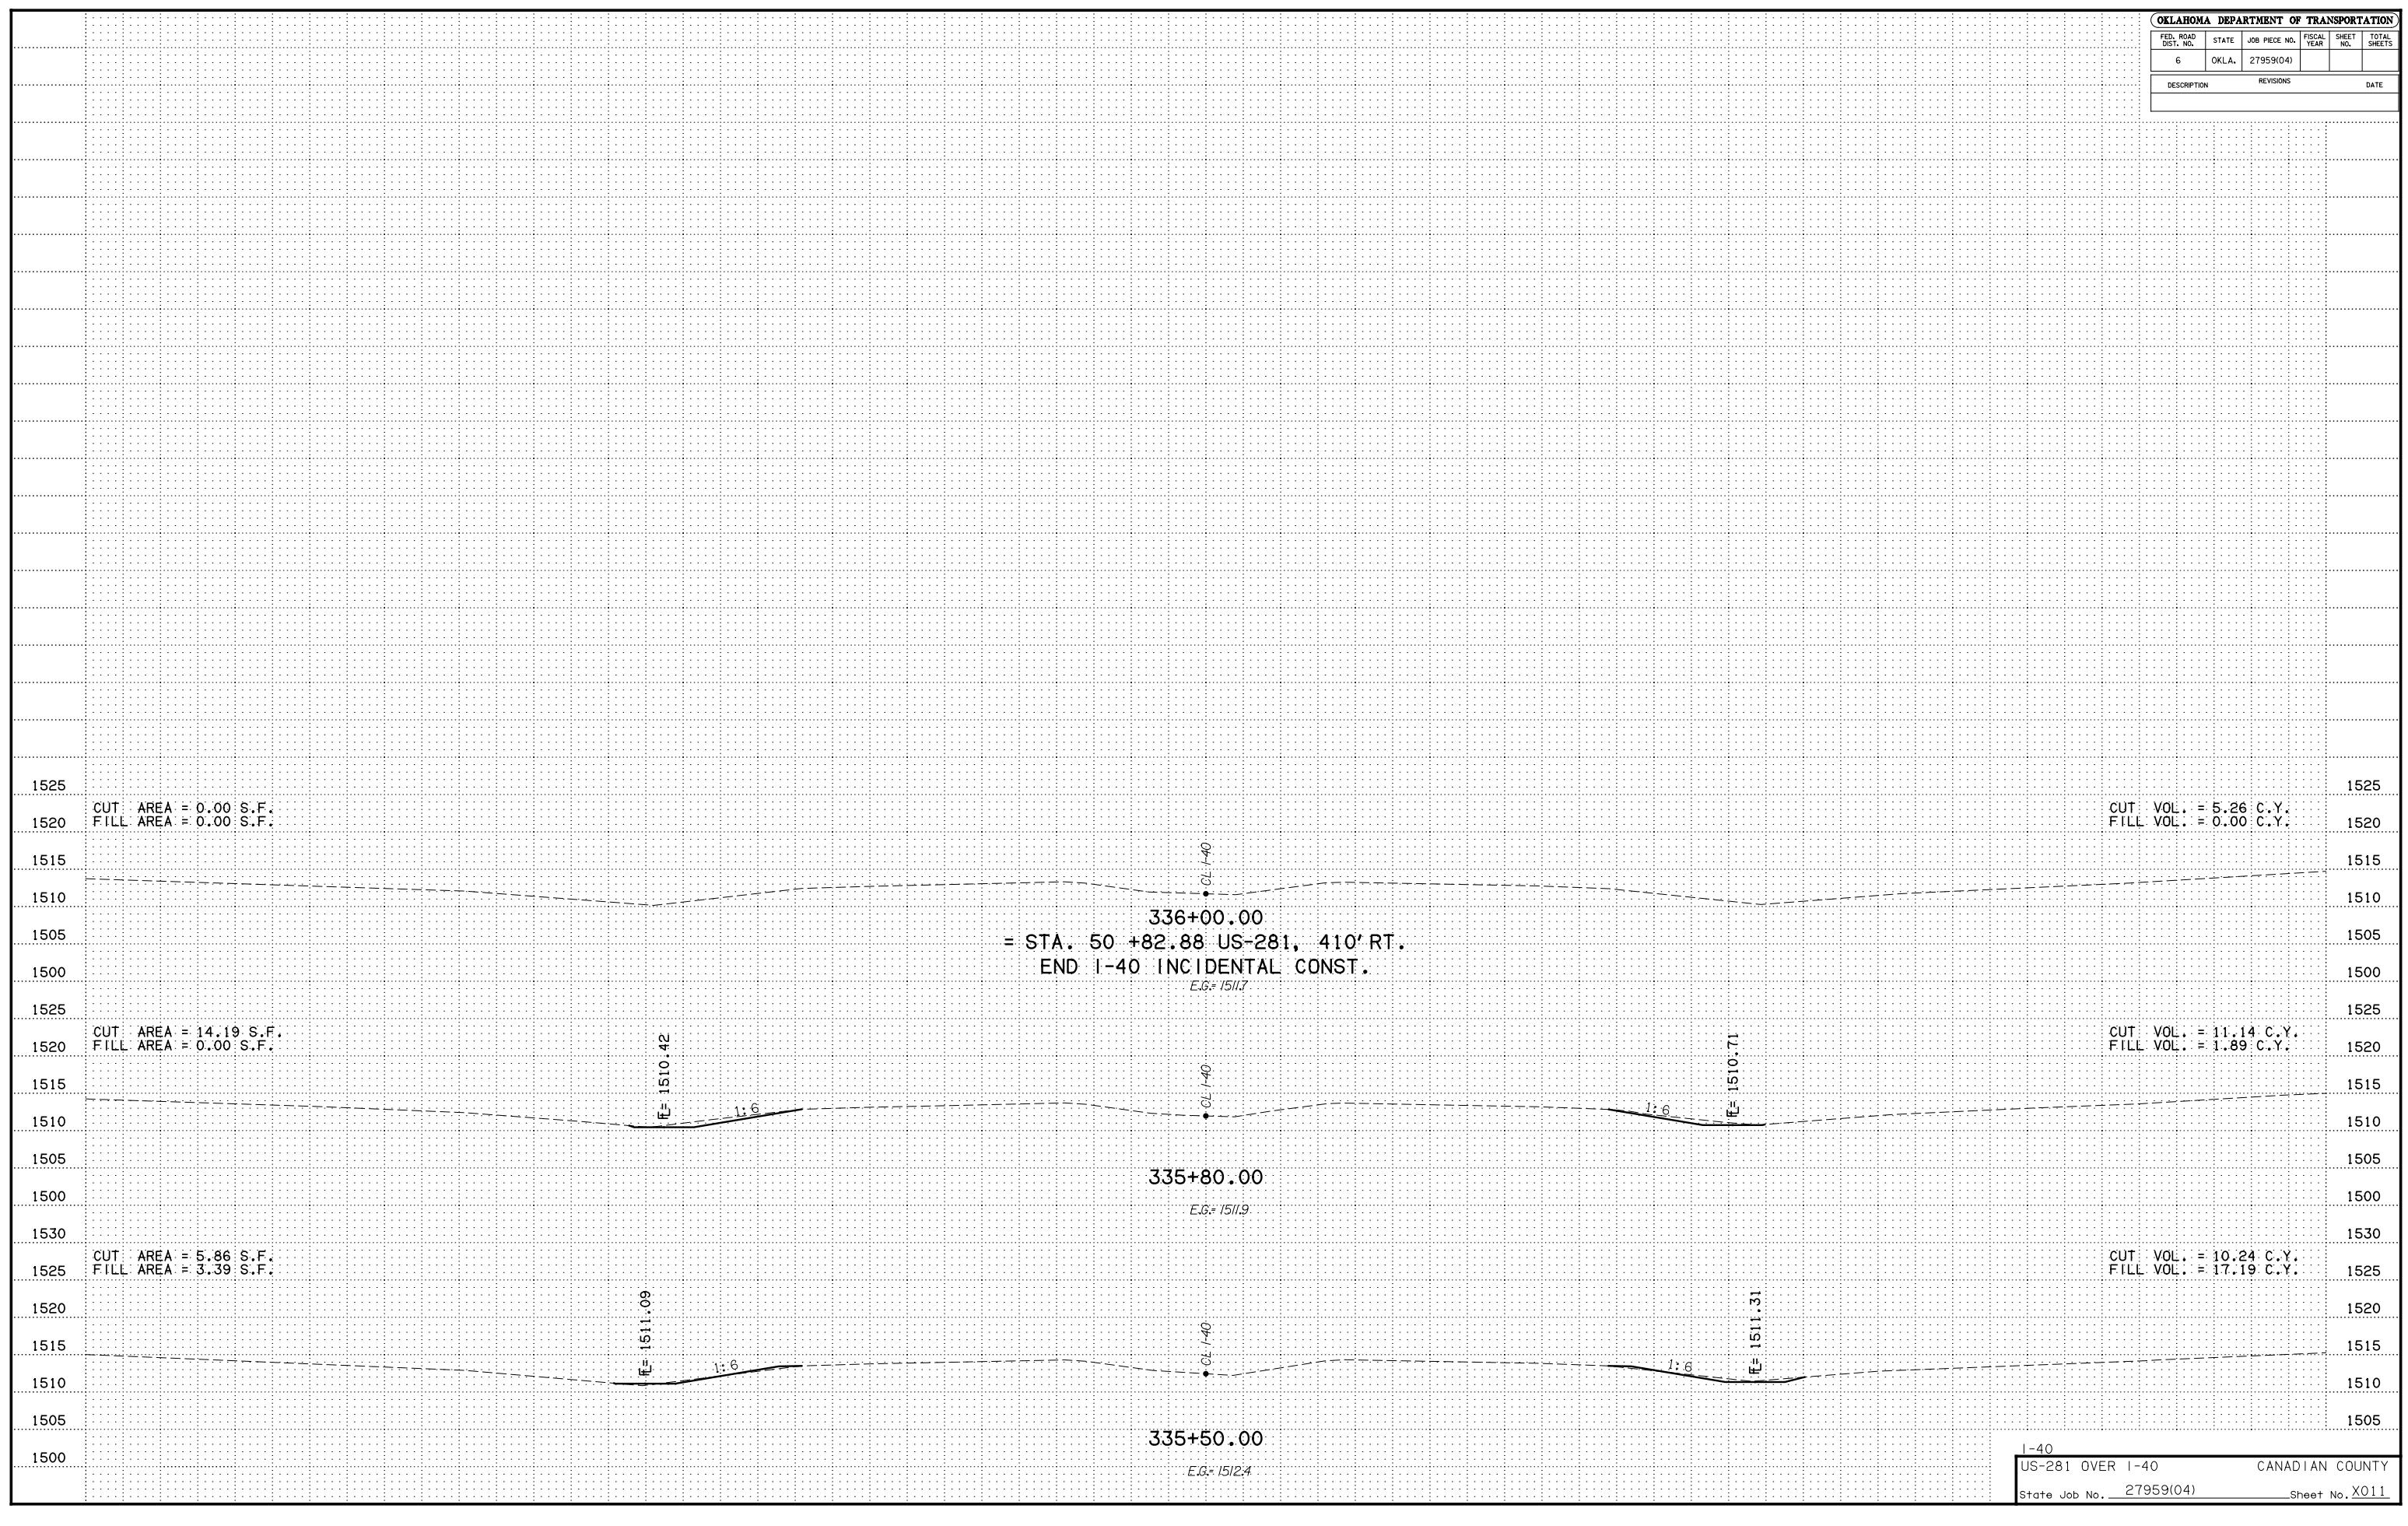 OKLAHOMA DEPARTMENT OF TRANSPORTATION
FED. ROAD DIST. NO. STATE JOB PIECE NO. FISCAL YEAR SHEET NO. TOTAL SHEETS
6 OKLA. 27959(04)
REVISIONS
DESCRIPTION DATE
1525 1525
CUT AREA = 0.00 S.F. CUT VOL. = 5.26 C.Y.
FILL AREA = 0.00 S.F. FILL VOL. = 0.00 C.Y.
1520 1520
1515 1515
CL I-40
1510 1510
336+00.00
1505 1505
= STA. 50 +82.88 US-281, 410' RT.
END I-40 INCIDENTAL CONST.
1500 1500
E.G.= 1511.7
1525 1525
CUT AREA = 14.19 S.F. CUT VOL. = 11.14 C.Y.
FILL AREA = 0.00 S.F. FILL VOL. = 1.89 C.Y.
1520 1520
FL= 1510.42 CL I-40 FL= 1510.71
1515 1515
1:6 1:6
1510 1510
1505 1505
335+80.00
1500 1500
E.G.= 1511.9
1530 1530
CUT AREA = 5.86 S.F. CUT VOL. = 10.24 C.Y.
FILL AREA = 3.39 S.F. FILL VOL. = 17.19 C.Y.
1525 1525
1520 1520
FL= 1511.09 CL I-40 FL= 1511.31
1515 1515
1:6 1:6
1510 1510
1505 1505
335+50.00
1500
E.G.= 1512.4
I-40
US-281 OVER I-40 CANADIAN COUNTY
State Job No. 27959(04) Sheet No. X011